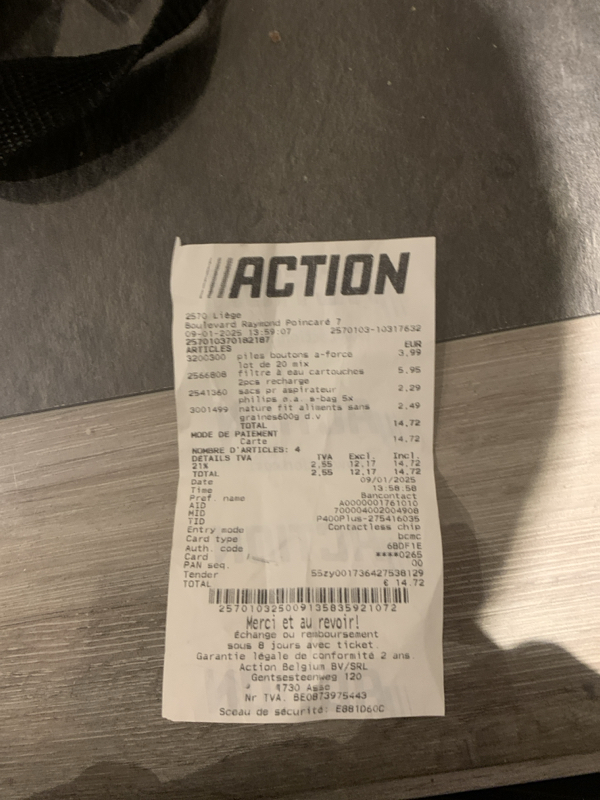 ACTION
2570 Liège
Boulevard Raymond Poincaré 7
09-01-2025 13:59:07 2570103-10317632
257010370182187
ARTICLES EUR
3200300 piles boutons a-force 3,99
lot de 20 mix
2566808 filtre à eau cartouches 5,95
2pcs recharge
2541360 sacs pr aspirateur 2,29
philips m.a. s-bag 5x
3001499 nature fit aliments sans 2,49
graines600g d.v
TOTAL 14,72
MODE DE PAIEMENT
Carte 14,72
NOMBRE D'ARTICLES: 4
DETAILS TVA TVA Excl. Incl.
21% 2,55 12,17 14,72
TOTAL 2,55 12,17 14,72
Date 09/01/2025
Time 13:58:58
Pref. name Bancontact
AID A0000001761010
MID 700004002004908
TID P400Plus-275416035
Entry mode Contactless chip
Card type bcmc
Auth. code 6BDF1E
Card ****0265
PAN seq. 00
Tender 55zy001736427538129
TOTAL € 14.72
257010325009135835921072
Merci et au revoir!
Échange ou remboursement
sous 8 jours avec ticket.
Garantie légale de conformité 2 ans.
Action Belgium BV/SRL
Gentsesteenweg 120
1730 Asse
Nr TVA. BE0873975443
Sceau de sécurité: E881D60C